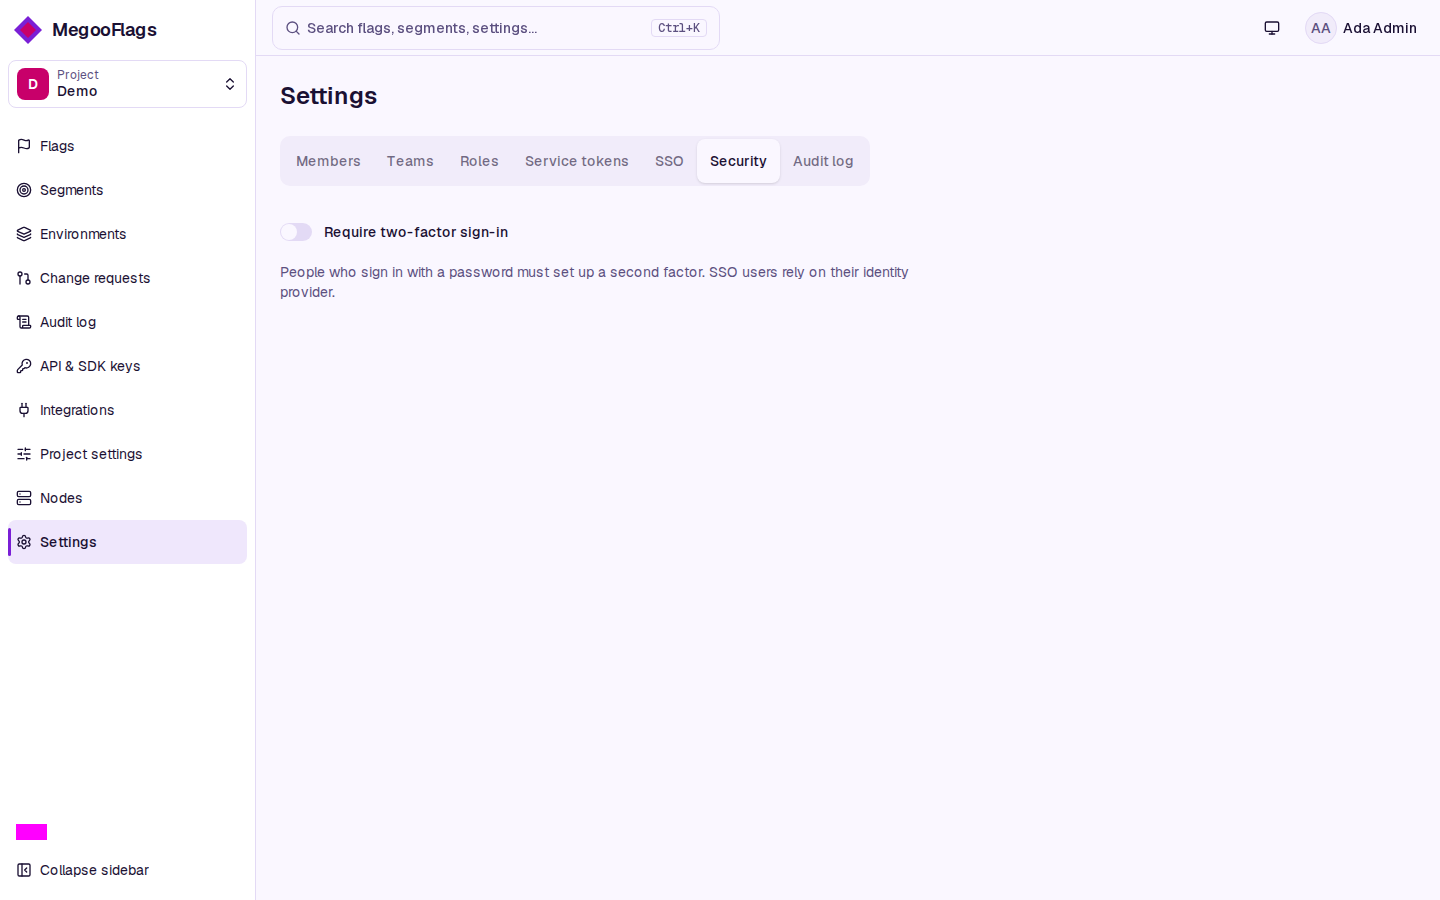 MegooFlags
Search flags, segments, settings...
Ctrl+K
AA
Ada Admin
D
Project
Demo
Flags
Segments
Environments
Change requests
Audit log
API & SDK keys
Integrations
Project settings
Nodes
Settings
Collapse sidebar
Settings
Members
Teams
Roles
Service tokens
SSO
Security
Audit log
Require two-factor sign-in
People who sign in with a password must set up a second factor. SSO users rely on their identity
provider.